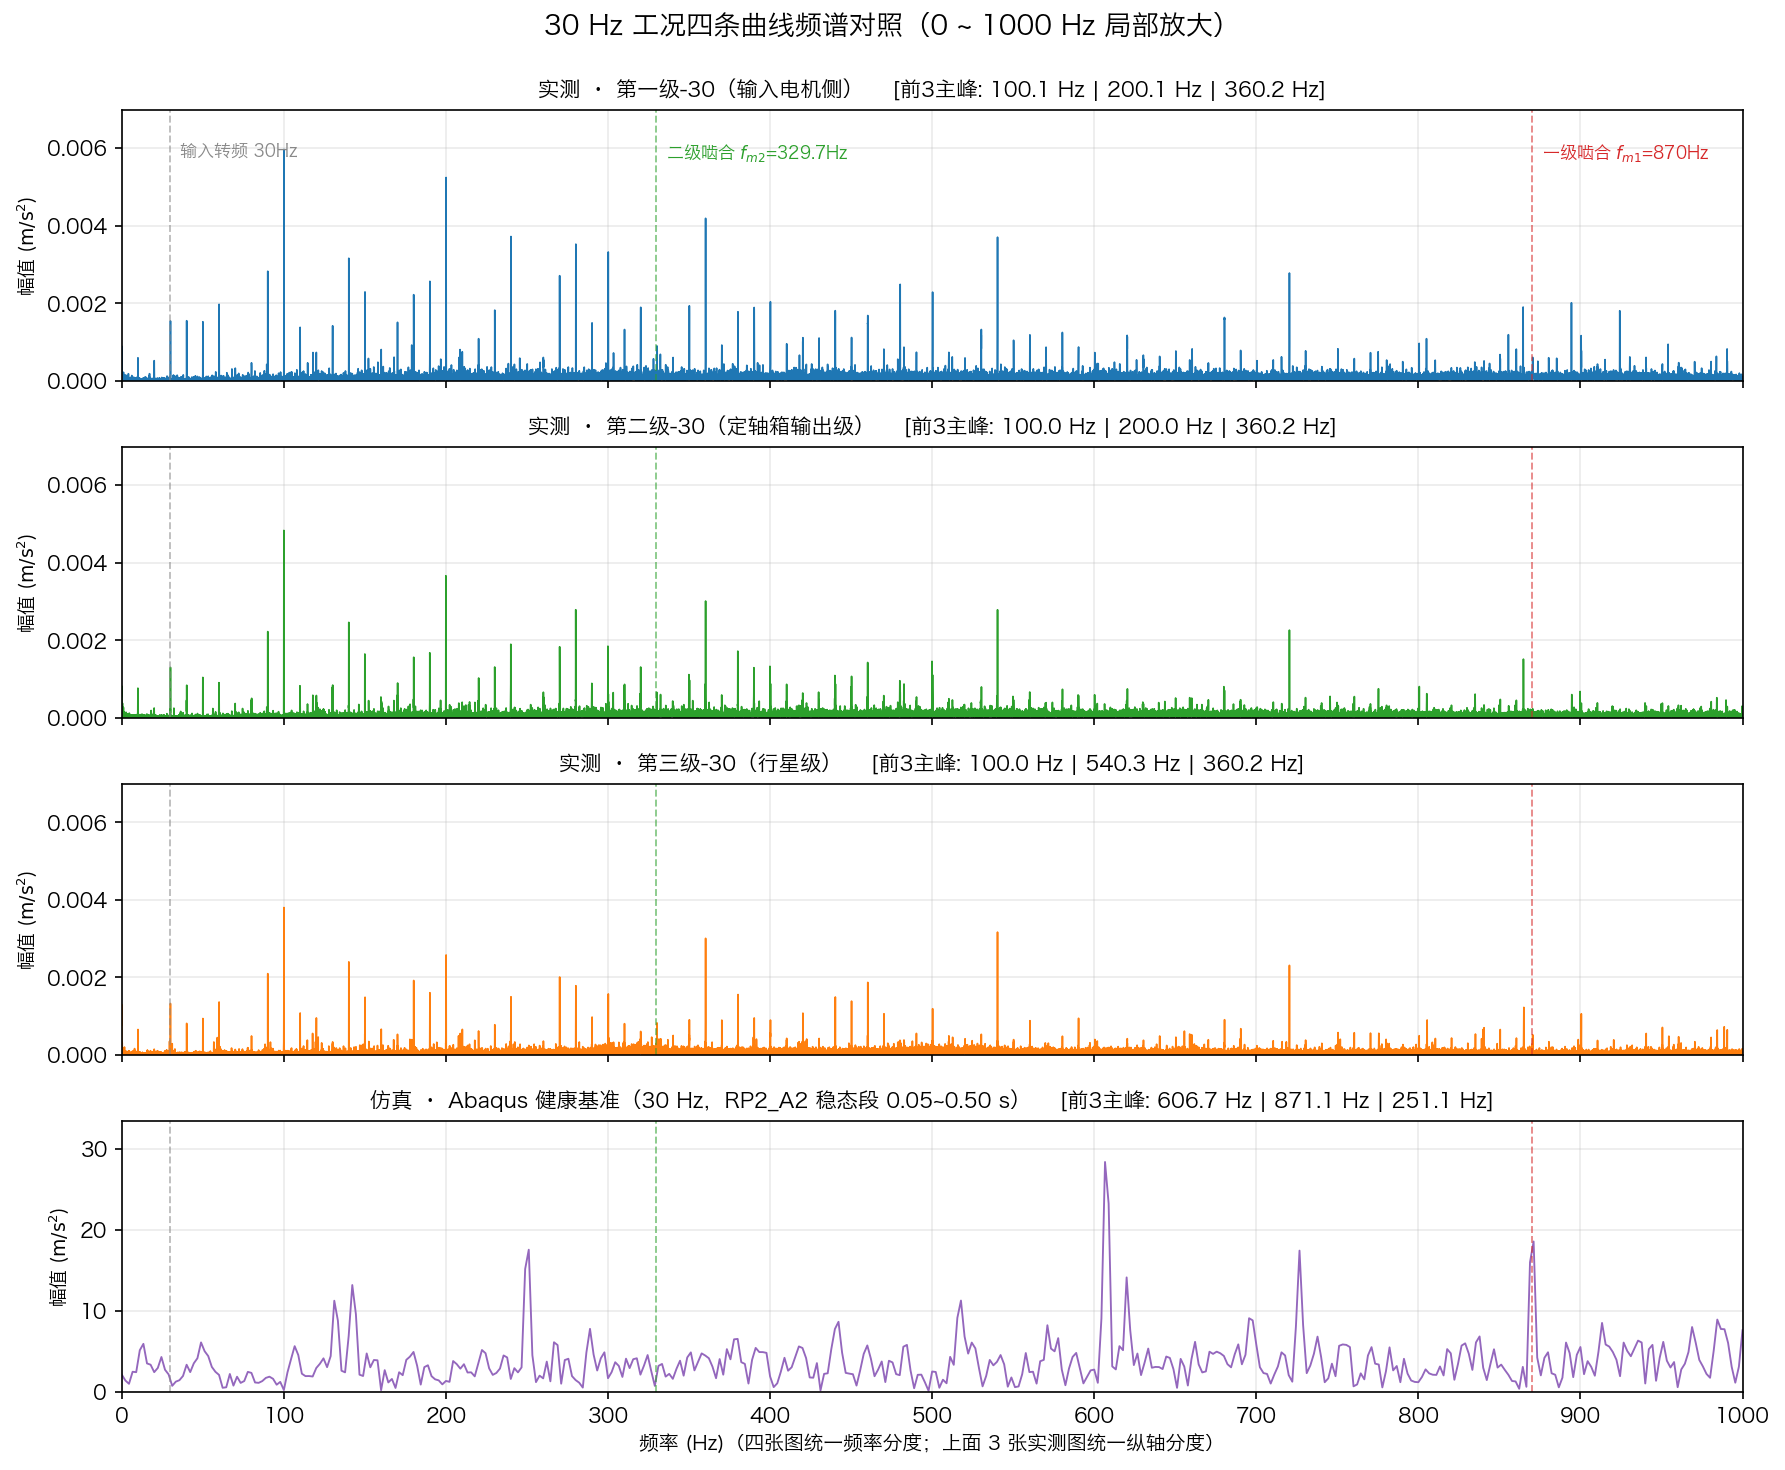 30 Hz 工况四条曲线频谱对照（0 ~ 1000 Hz 局部放大）
实测 · 第一级-30（输入电机侧） [前3主峰: 100.1 Hz | 200.1 Hz | 360.2 Hz]
输入转频 30Hz
二级啮合 fm2=329.7Hz
一级啮合 fm1=870Hz
幅值 (m/s²)
0.006
0.004
0.002
0.000
实测 · 第二级-30（定轴箱输出级） [前3主峰: 100.0 Hz | 200.0 Hz | 360.2 Hz]
幅值 (m/s²)
0.006
0.004
0.002
0.000
实测 · 第三级-30（行星级） [前3主峰: 100.0 Hz | 540.3 Hz | 360.2 Hz]
幅值 (m/s²)
0.006
0.004
0.002
0.000
仿真 · Abaqus 健康基准（30 Hz，RP2_A2 稳态段 0.05~0.50 s） [前3主峰: 606.7 Hz | 871.1 Hz | 251.1 Hz]
幅值 (m/s²)
30
20
10
0
0 100 200 300 400 500 600 700 800 900 1000
频率 (Hz)（四张图统一频率分度；上面 3 张实测图统一纵轴分度）